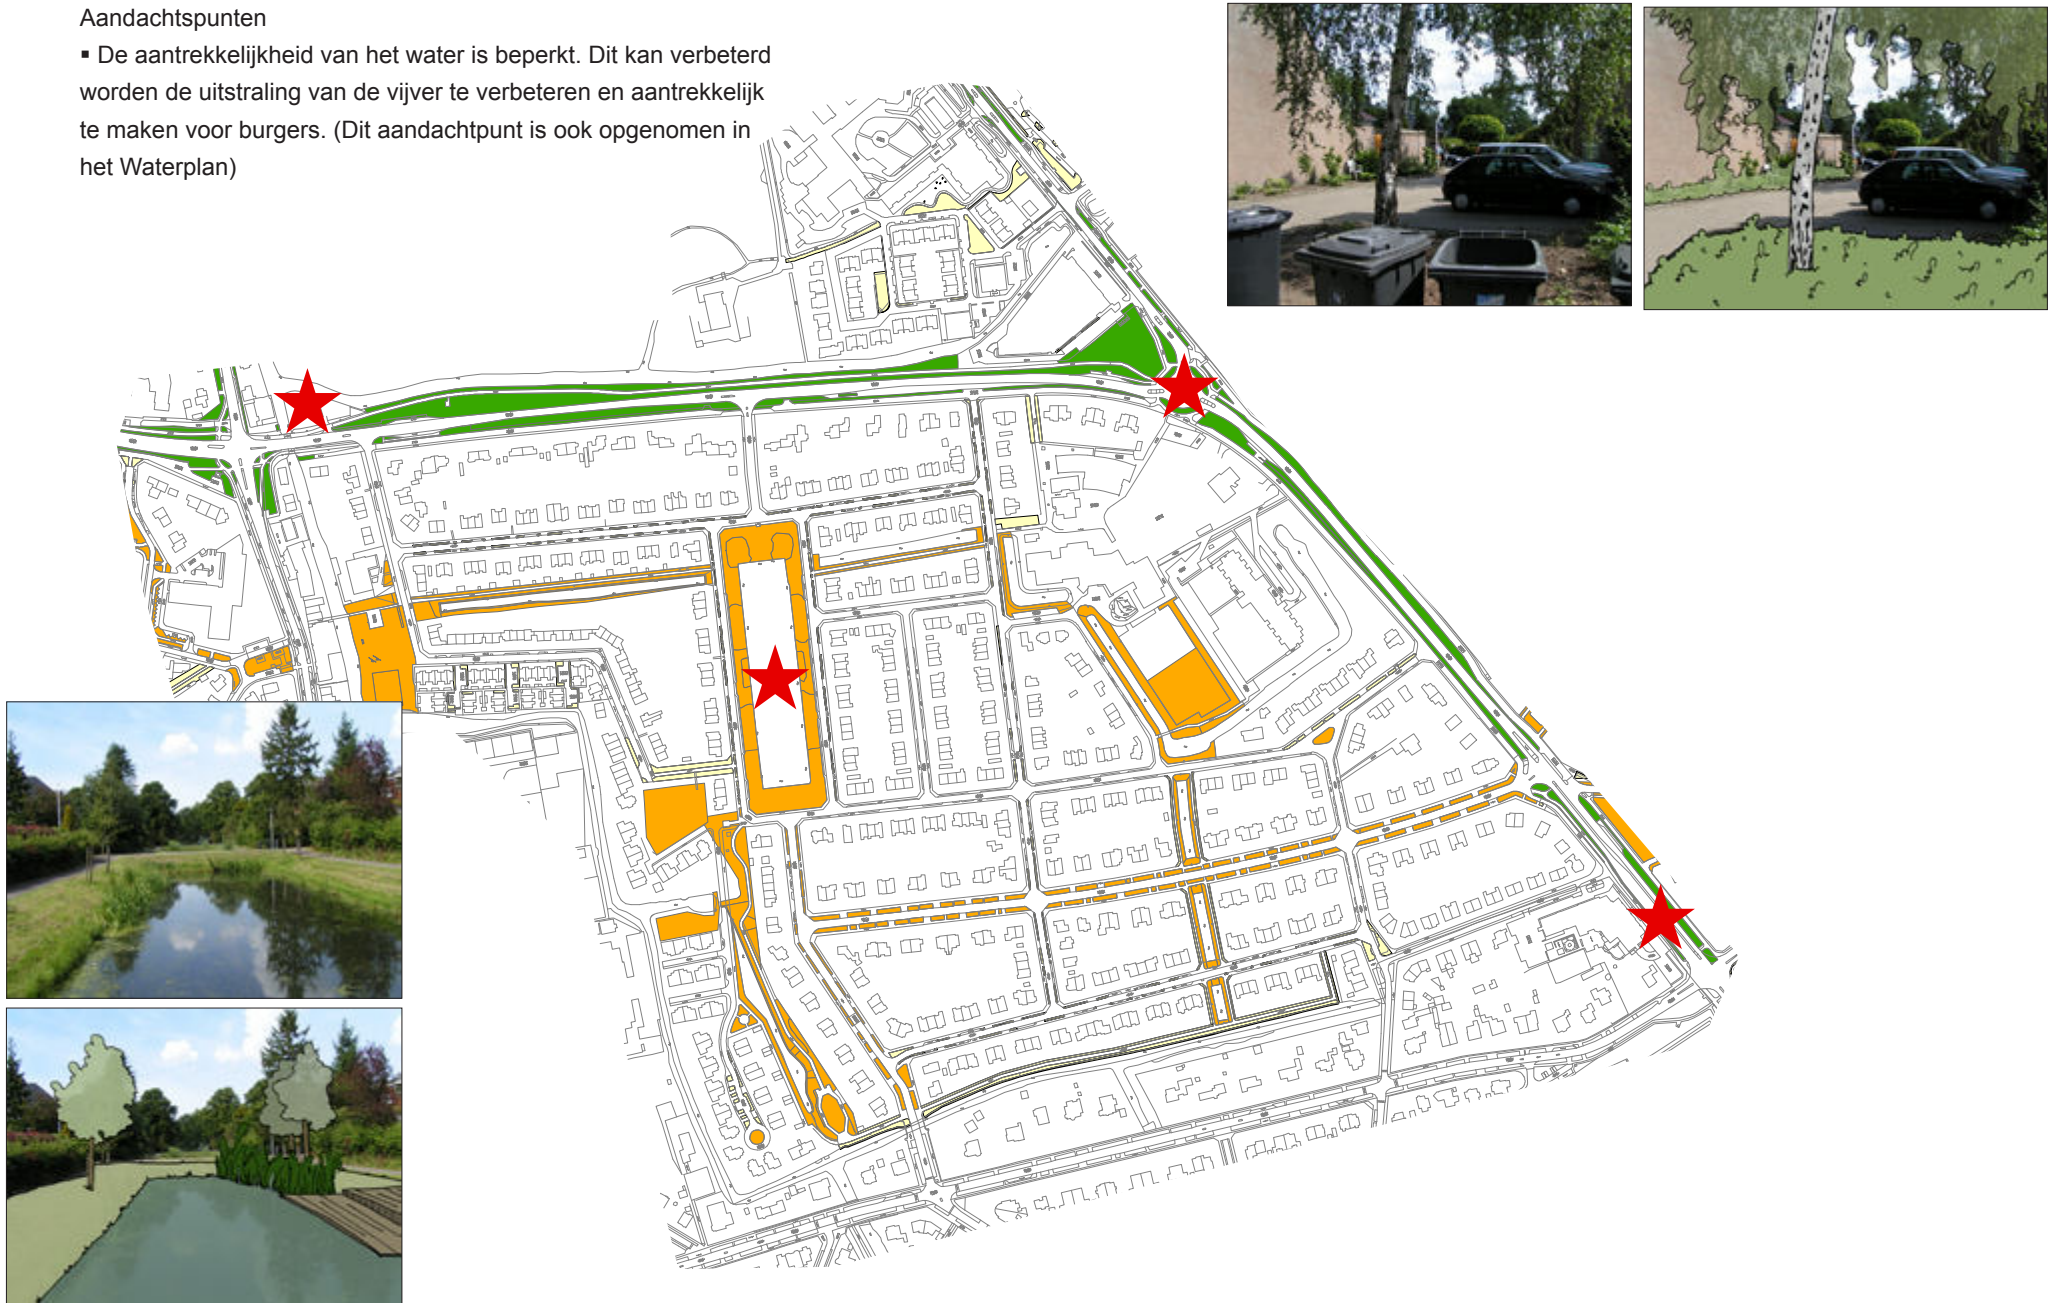 Aandachtspunten
▪ De aantrekkelijkheid van het water is beperkt. Dit kan verbeterd
worden de uitstraling van de vijver te verbeteren en aantrekkelijk
te maken voor burgers. (Dit aandachtpunt is ook opgenomen in
het Waterplan)